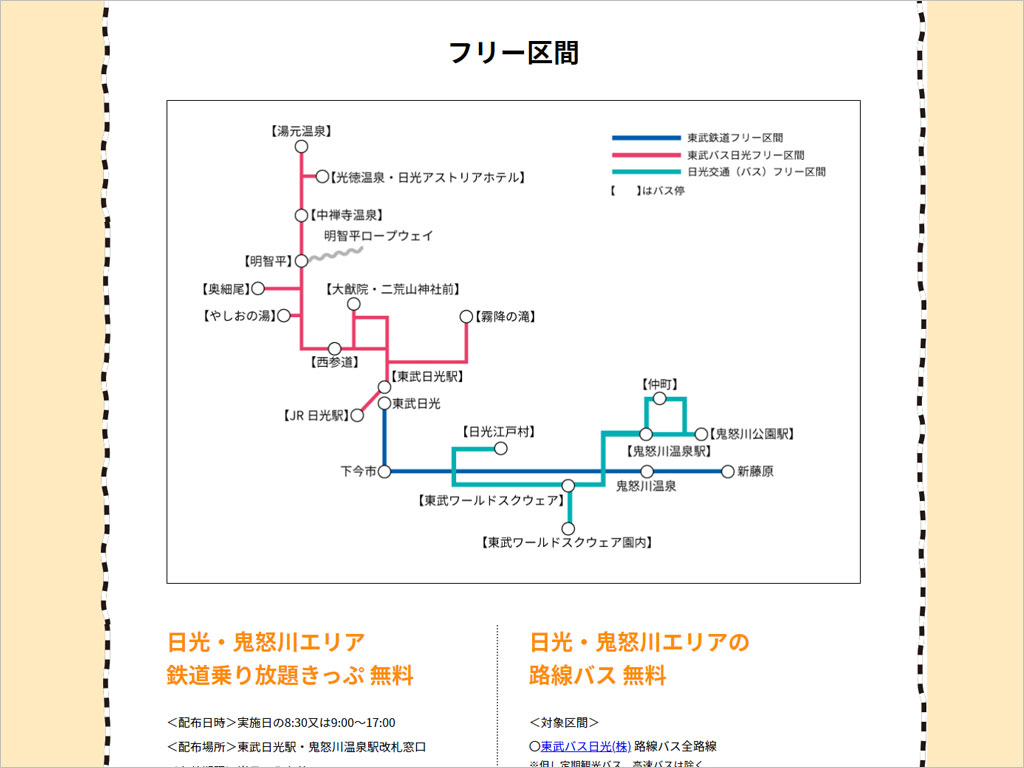 フリー区間
【湯元温泉】
【光徳温泉・日光アストリアホテル】
【中禅寺温泉】
明智平ロープウェイ
【明智平】
【奥細尾】
【大猷院・二荒山神社前】
【やしおの湯】
【霧降の滝】
【西参道】
【東武日光駅】
【JR 日光駅】
東武日光
下今市
東武鉄道フリー区間
東武バス日光フリー区間
日光交通（バス）フリー区間
【　　】はバス停
【仲町】
【日光江戸村】
【鬼怒川公園駅】
【鬼怒川温泉駅】
鬼怒川温泉
新藤原
【東武ワールドスクウェア】
【東武ワールドスクウェア園内】
日光・鬼怒川エリア
鉄道乗り放題きっぷ 無料
＜配布日時＞実施日の8:30又は9:00～17:00
＜配布場所＞東武日光駅・鬼怒川温泉駅改札窓口
日光・鬼怒川エリアの
路線バス 無料
＜対象区間＞
○東武バス日光(株) 路線バス全路線
※但し定期観光バス、高速バスは除く